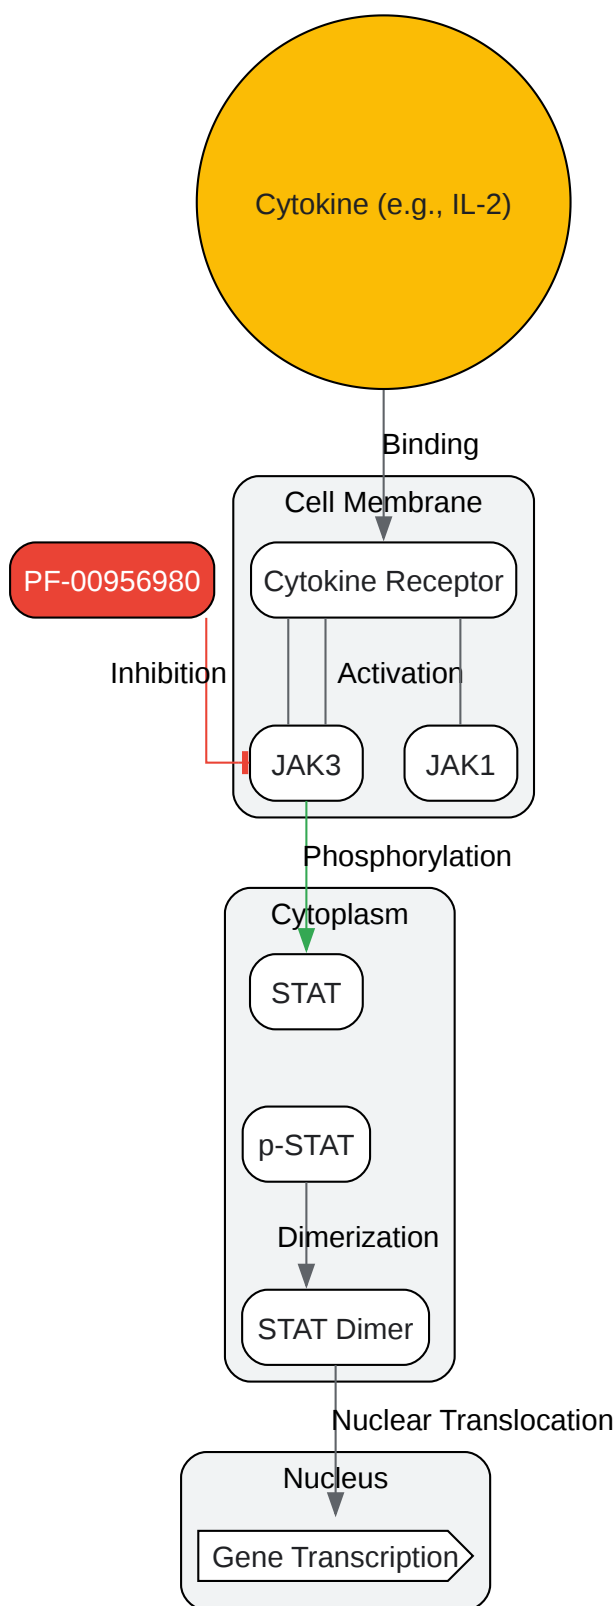 Cytokine (e.g., IL-2)
Binding
Cell Membrane
PF-00956980
Cytokine Receptor
Inhibition
Activation
JAK3
JAK1
Phosphorylation
Cytoplasm
STAT
p-STAT
Dimerization
STAT Dimer
Nuclear Translocation
Nucleus
Gene Transcription